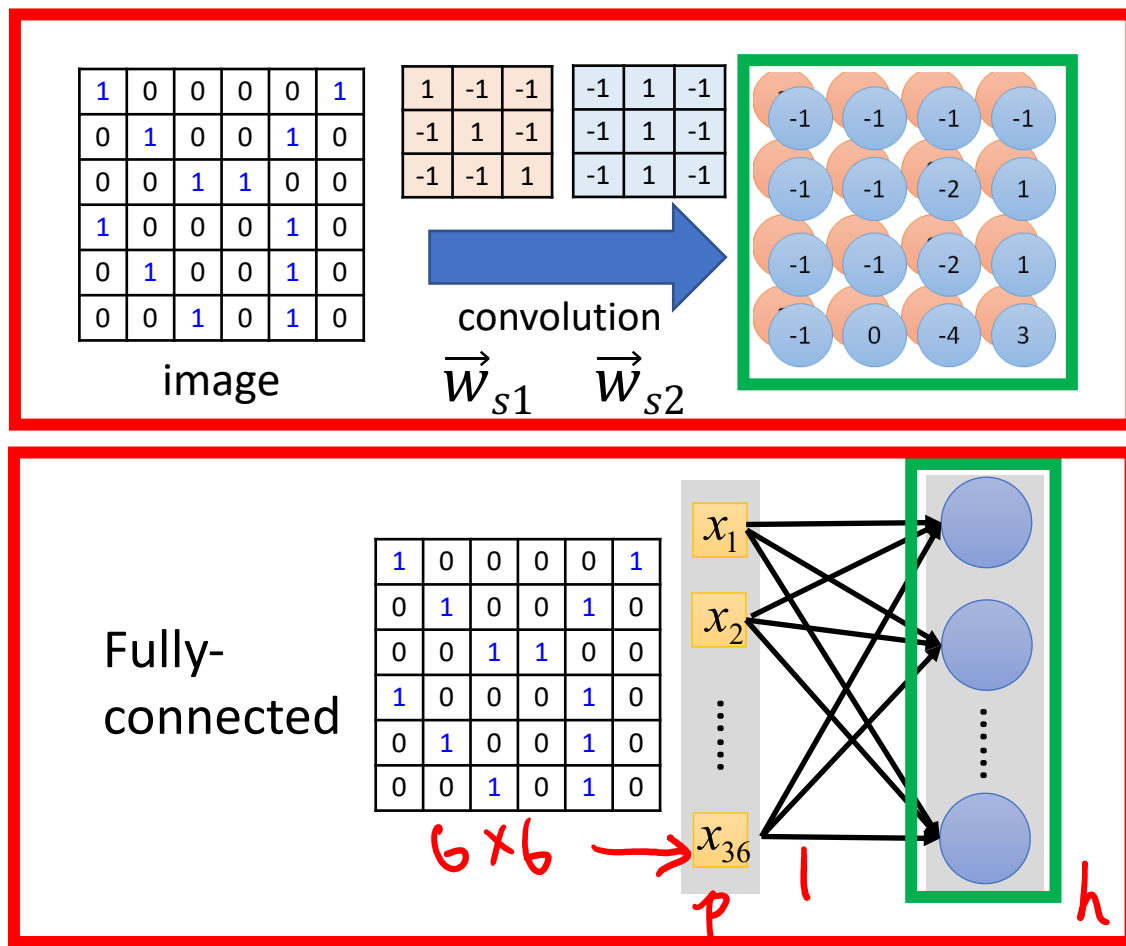 1 0 0 0 0 1
0 1 0 0 1 0
0 0 1 1 0 0
1 0 0 0 1 0
0 1 0 0 1 0
0 0 1 0 1 0
image
1 -1 -1
-1 1 -1
-1 -1 1
-1 1 -1
-1 1 -1
-1 1 -1
convolution
w⃗s1 w⃗s2
-1 -1 -1 -1
-1 -1 -2 1
-1 -1 -2 1
-1 0 -4 3
Fully-
connected
1 0 0 0 0 1
0 1 0 0 1 0
0 0 1 1 0 0
1 0 0 0 1 0
0 1 0 0 1 0
0 0 1 0 1 0
6×6 →
x1
x2
......
x36
p
l
......
h